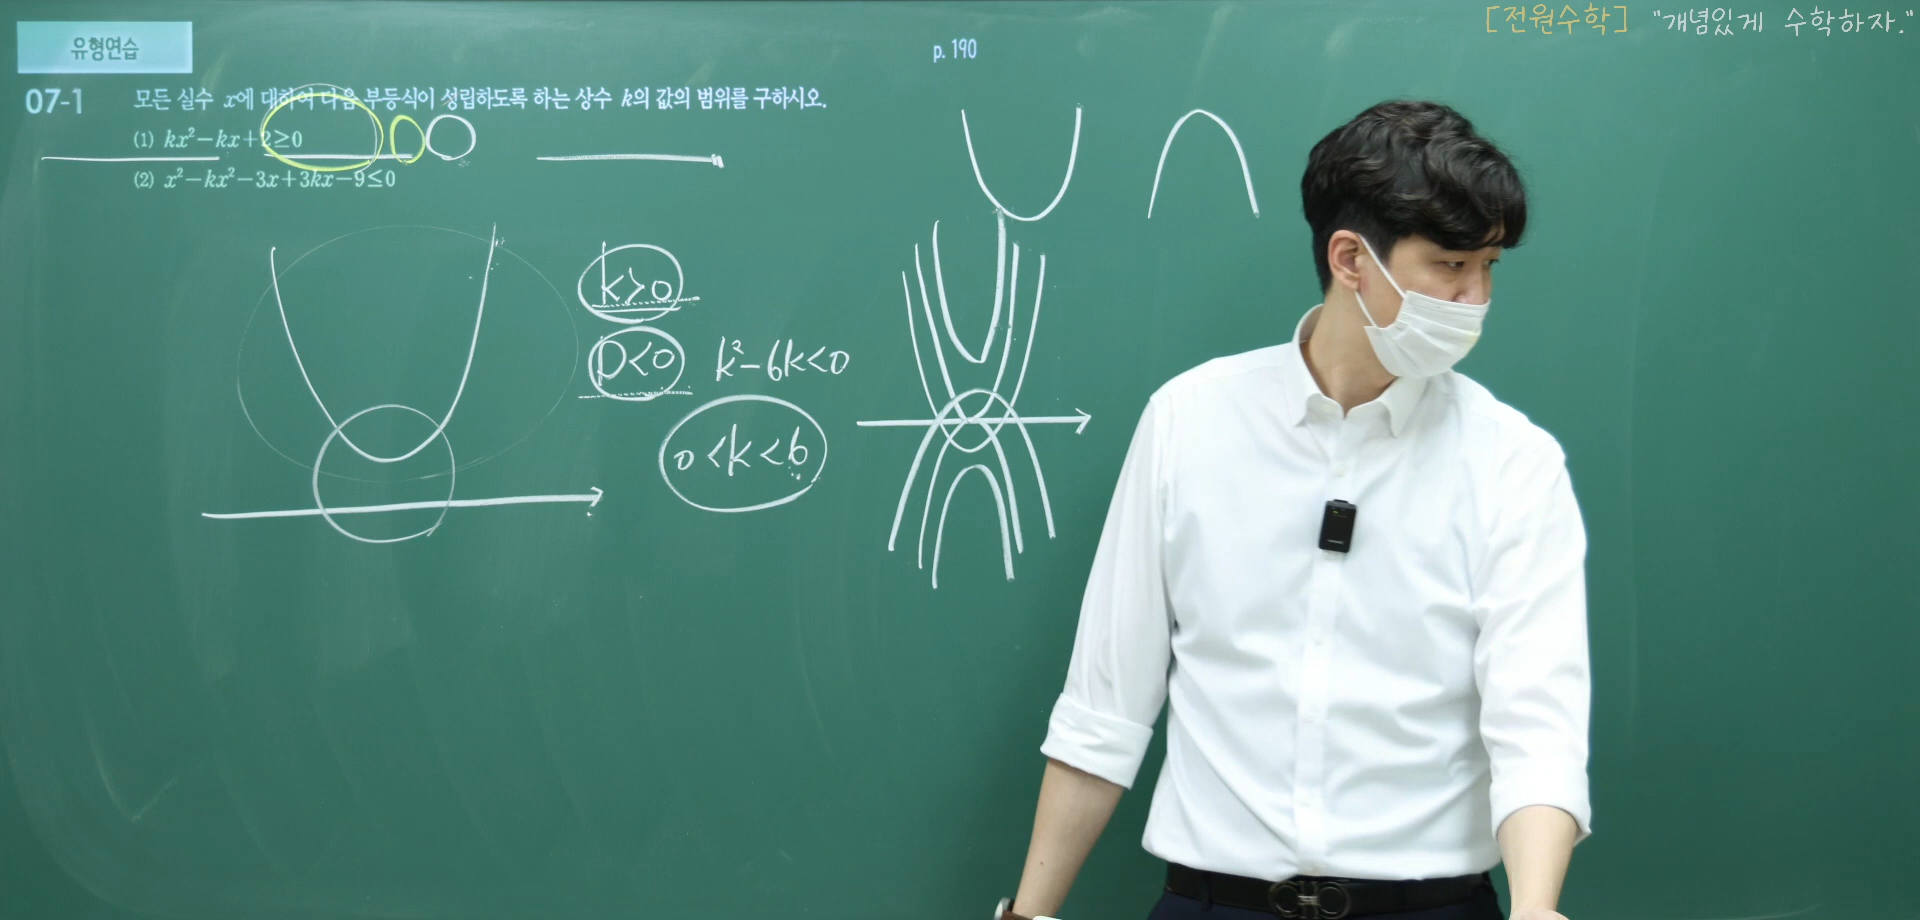 [전원수학] "개념있게 수학하자."
유형연습
p. 190
07-1 모든 실수 x에 대하여 다음 부등식이 성립하도록 하는 상수 k의 값의 범위를 구하시오.
(1) kx²-kx+2≥0
(2) x²-kx²-3x+3kx-9≤0
k>0
D<0 k²-6k<0
0<k<6